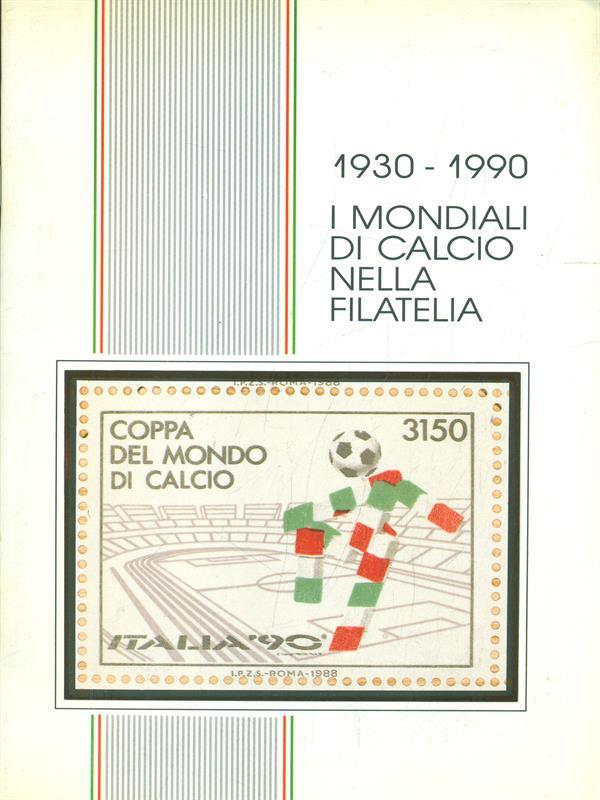 1930 - 1990
I MONDIALI
DI CALCIO
NELLA
FILATELIA
I.P.Z.S.-ROMA-1988
COPPA
DEL MONDO
DI CALCIO
3150
ITALIA'90
I.P.Z.S.-ROMA-1988